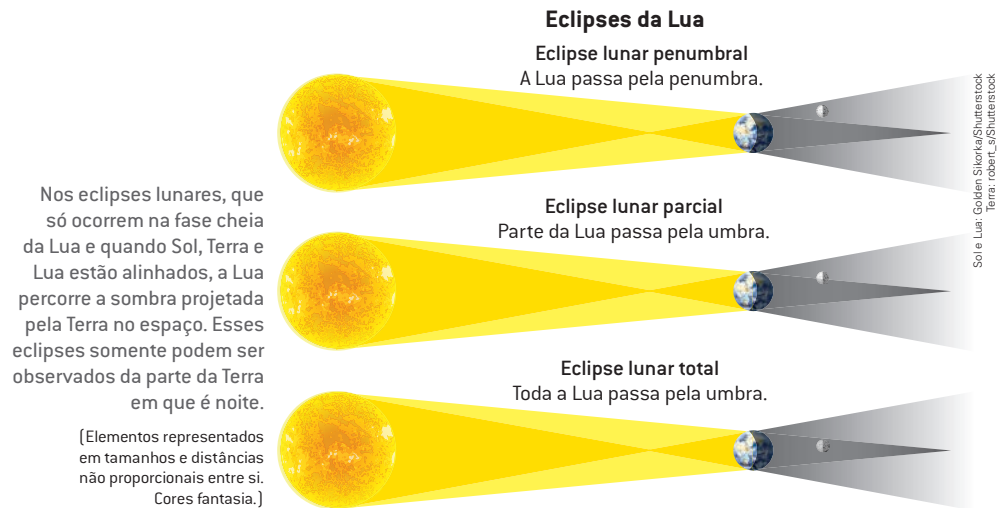 Eclipses da Lua
Eclipse lunar penumbral
A Lua passa pela penumbra.
Eclipse lunar parcial
Parte da Lua passa pela umbra.
Eclipse lunar total
Toda a Lua passa pela umbra.
Nos eclipses lunares, que
só ocorrem na fase cheia
da Lua e quando Sol, Terra e
Lua estão alinhados, a Lua
percorre a sombra projetada
pela Terra no espaço. Esses
eclipses somente podem ser
observados da parte da Terra
em que é noite.
(Elementos representados
em tamanhos e distâncias
não proporcionais entre si.
Cores fantasia.)
Sol e Lua: Golden Sikorka/Shutterstock
Terra: robert_s/Shutterstock